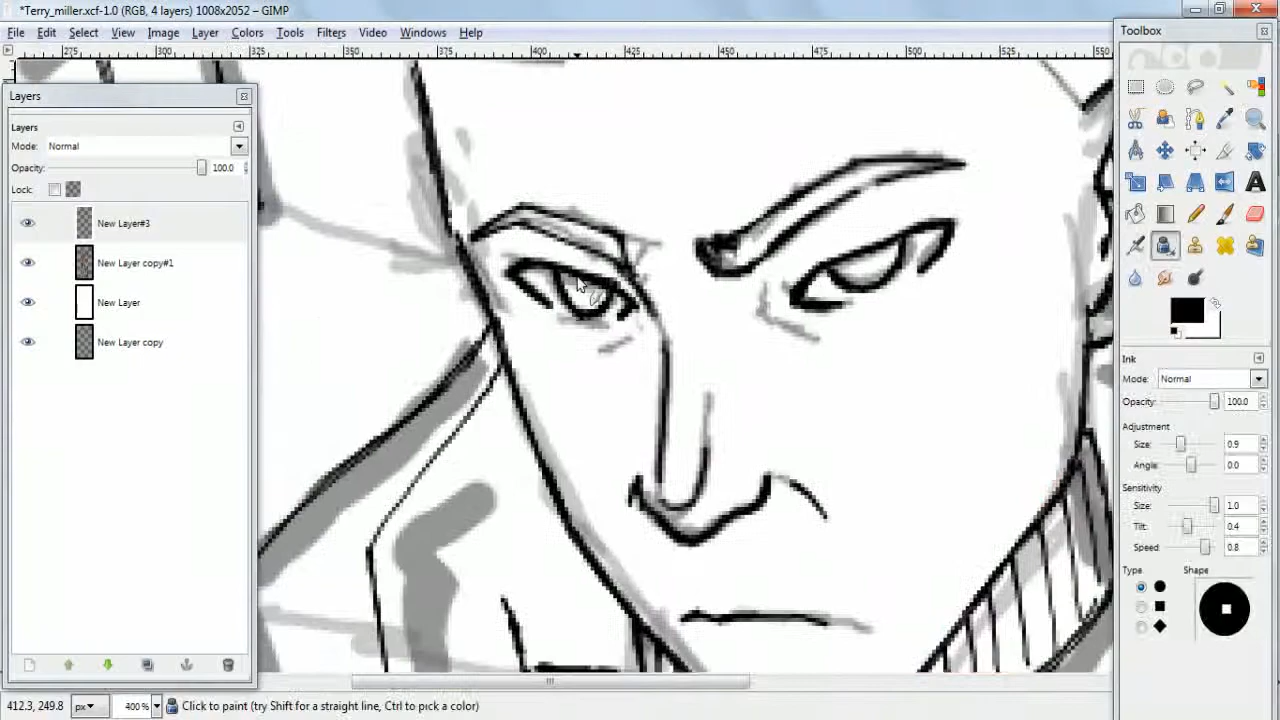 *Terry_miller.xcf-1.0 (RGB, 4 layers) 1008x2052 – GIMP
File Edit Select View Image Layer Colors Tools Filters Video Windows Help
275 300 325 350 375 400 425 450 475 500 525 550
Layers
Layers
Mode: Normal
Opacity: 100.0
Lock:
New Layer#3
New Layer copy#1
New Layer
New Layer copy
Toolbox
Ink
Mode: Normal
Opacity: 100.0
Adjustment
Size: 0.9
Angle: 0.0
Sensitivity
Size: 1.0
Tilt: 0.4
Speed: 0.8
Type Shape
412.3, 249.8 px 400% Click to paint (try Shift for a straight line, Ctrl to pick a color)